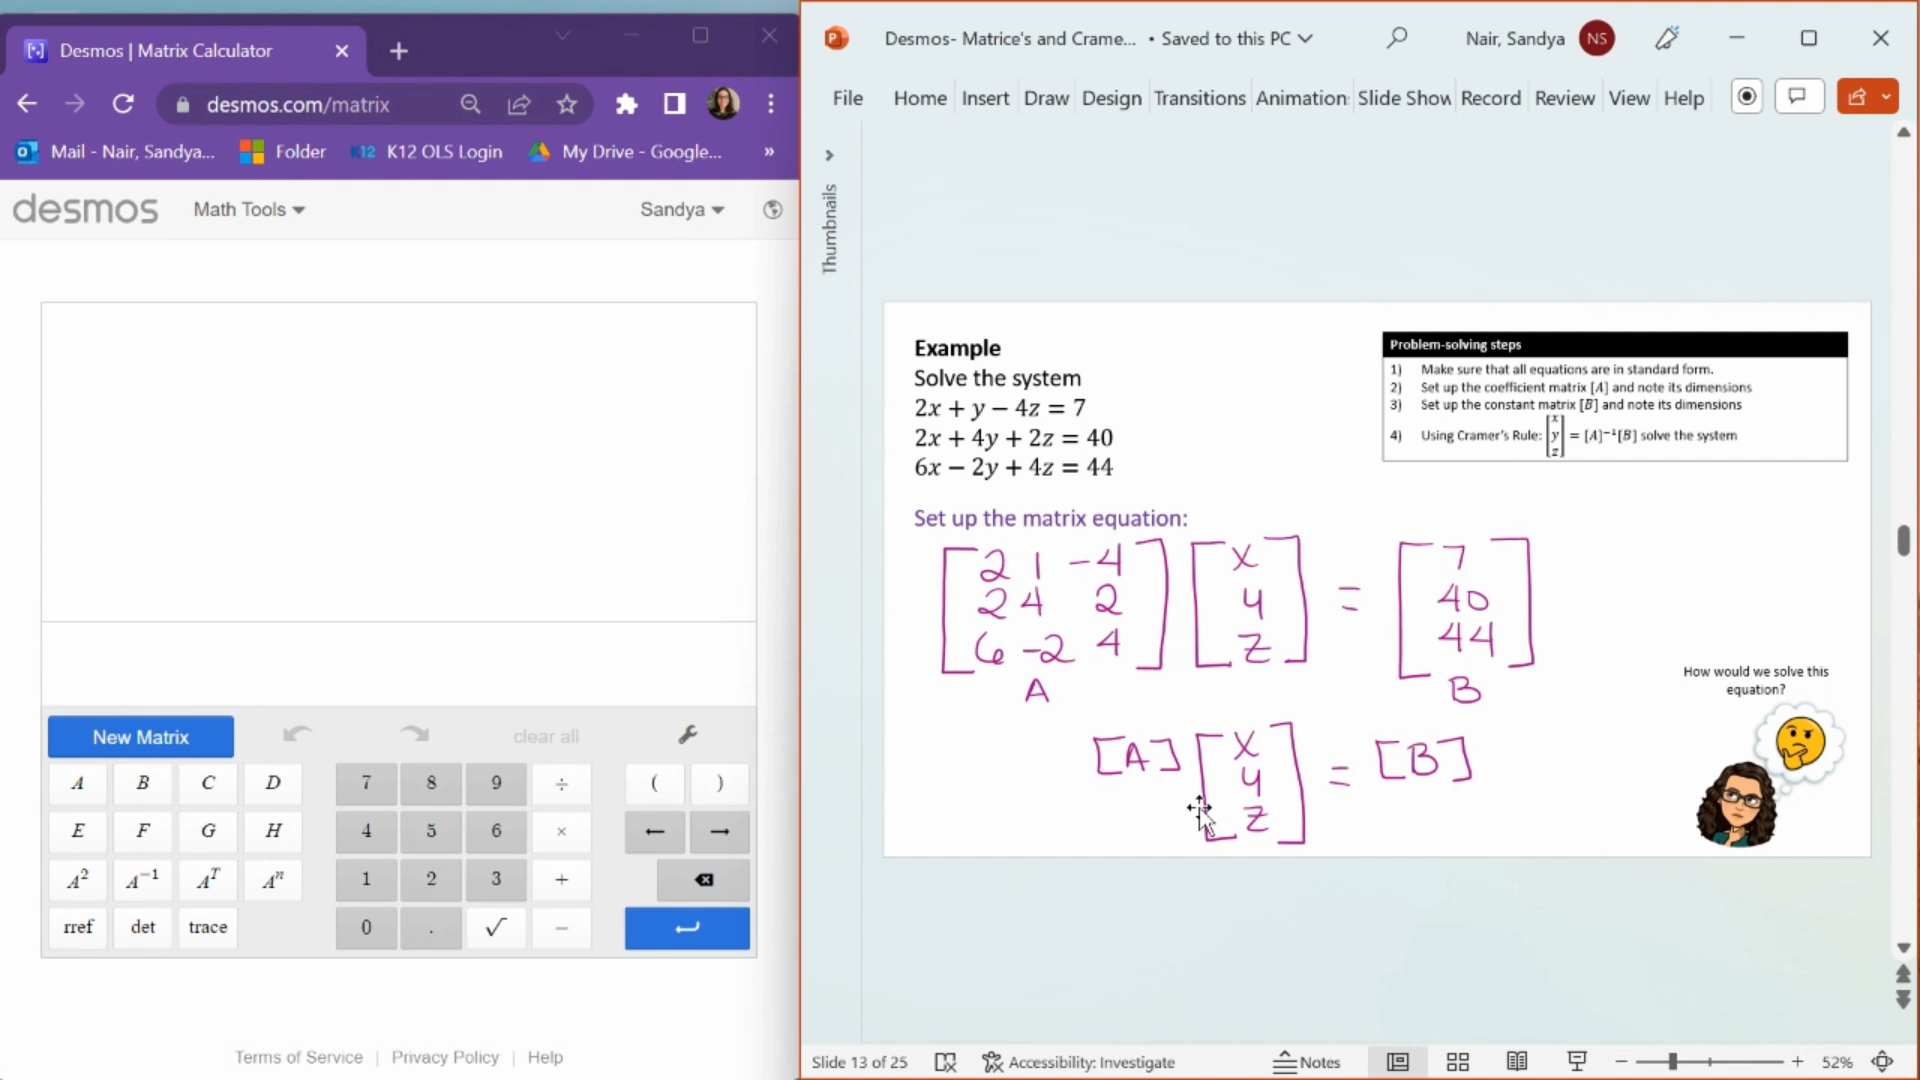 Desmos | Matrix Calculator
desmos.com/matrix
Mail - Nair, Sandya... Folder K12 K12 OLS Login My Drive - Google... »
desmos Math Tools Sandya
New Matrix clear all
A B C D 7 8 9 ÷ ( )
E F G H 4 5 6 × ← →
A² A⁻¹ Aᵀ Aⁿ 1 2 3 +
rref det trace 0 . √ −
Terms of Service | Privacy Policy | Help
Desmos- Matrice's and Crame... • Saved to this PC Nair, Sandya NS
File Home Insert Draw Design Transitions Animation Slide Show Record Review View Help
Thumbnails
Example
Solve the system
2x + y − 4z = 7
2x + 4y + 2z = 40
6x − 2y + 4z = 44
Problem-solving steps
1) Make sure that all equations are in standard form.
2) Set up the coefficient matrix [A] and note its dimensions
3) Set up the constant matrix [B] and note its dimensions
4) Using Cramer's Rule: [x y z] = [A]⁻¹[B] solve the system
Set up the matrix equation:
[2 1 -4] [x] [7]
[2 4 2] [y] = [40]
[6 -2 4] [z] [44]
A B
How would we solve this
equation?
[A] [x y z] = [B]
Slide 13 of 25 Accessibility: Investigate Notes 52%